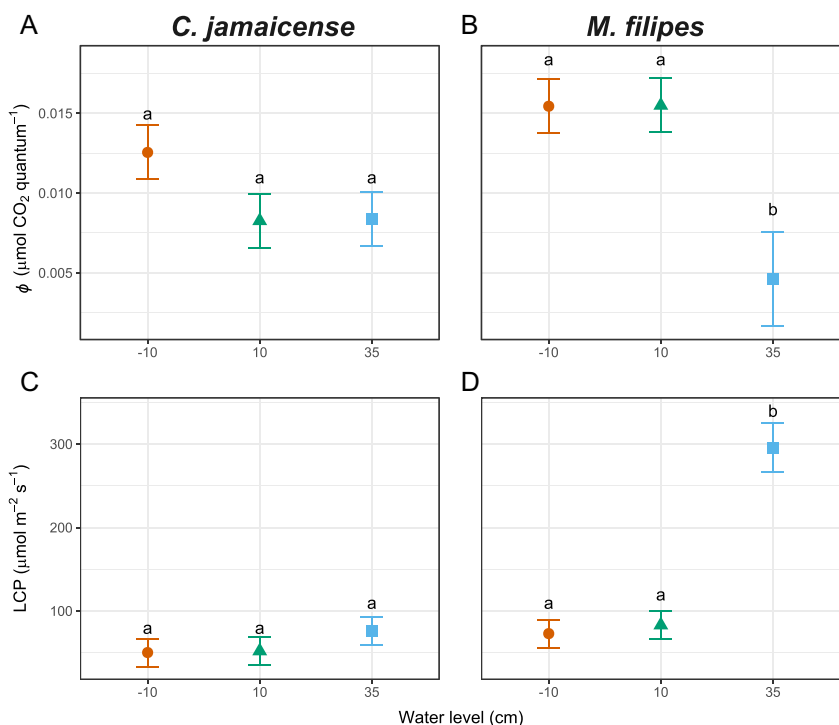 A
C. jamaicense
B
M. filipes
a
a
a
a
a
b
0.015
0.010
0.005
ϕ (μmol CO₂ quantum⁻¹)
-10
10
35
-10
10
35
C
D
a
a
a
a
a
b
300
200
100
LCP (μmol m⁻² s⁻¹)
-10
10
35
-10
10
35
Water level (cm)